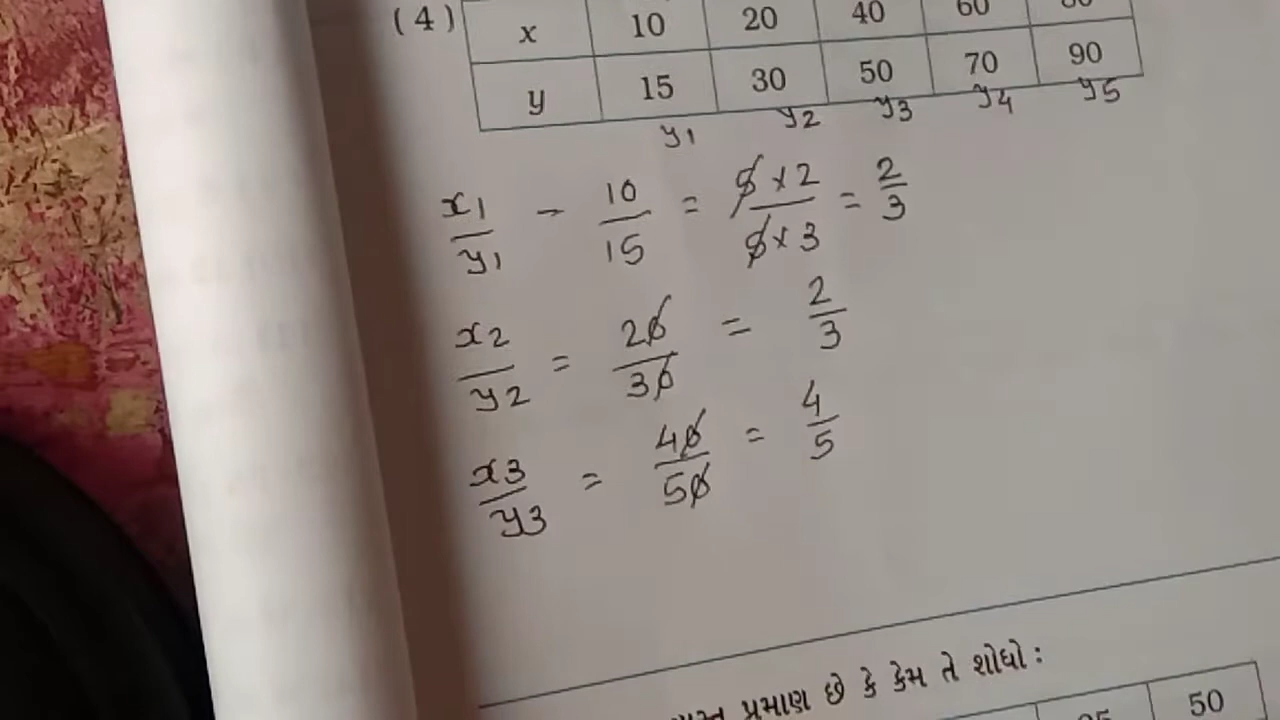 (4) x 10 20 40 60
y 15 30 50 70 90
y1 y2 y3 y4 y5
x1/y1 - 10/15 = 5 × 2/5 × 3 = 2/3
x2/y2 = 20/30 = 2/3
x3/y3 = 40/50 = 4/5
પ્રમાણ છે કે કેમ તે શોધો :
50